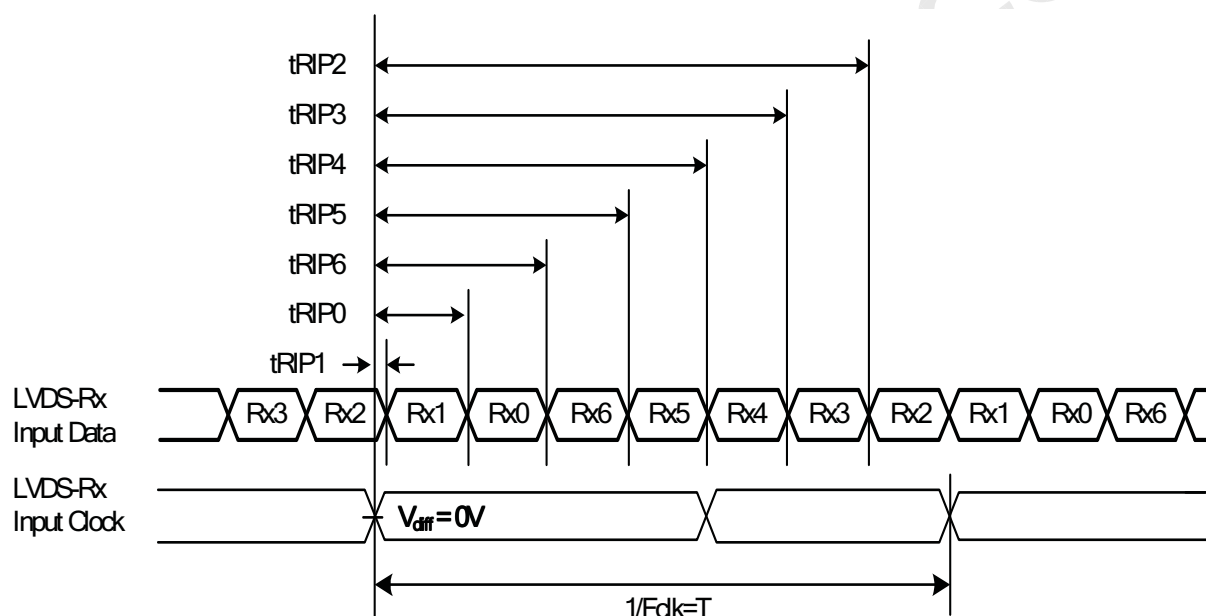 tRIP2
tRIP3
tRIP4
tRIP5
tRIP6
tRIP0
tRIP1
LVDS-Rx
Input Data
Rx3 Rx2 Rx1 Rx0 Rx6 Rx5 Rx4 Rx3 Rx2 Rx1 Rx0 Rx6
LVDS-Rx
Input Clock
Vdiff = 0V
1/Fclk=T